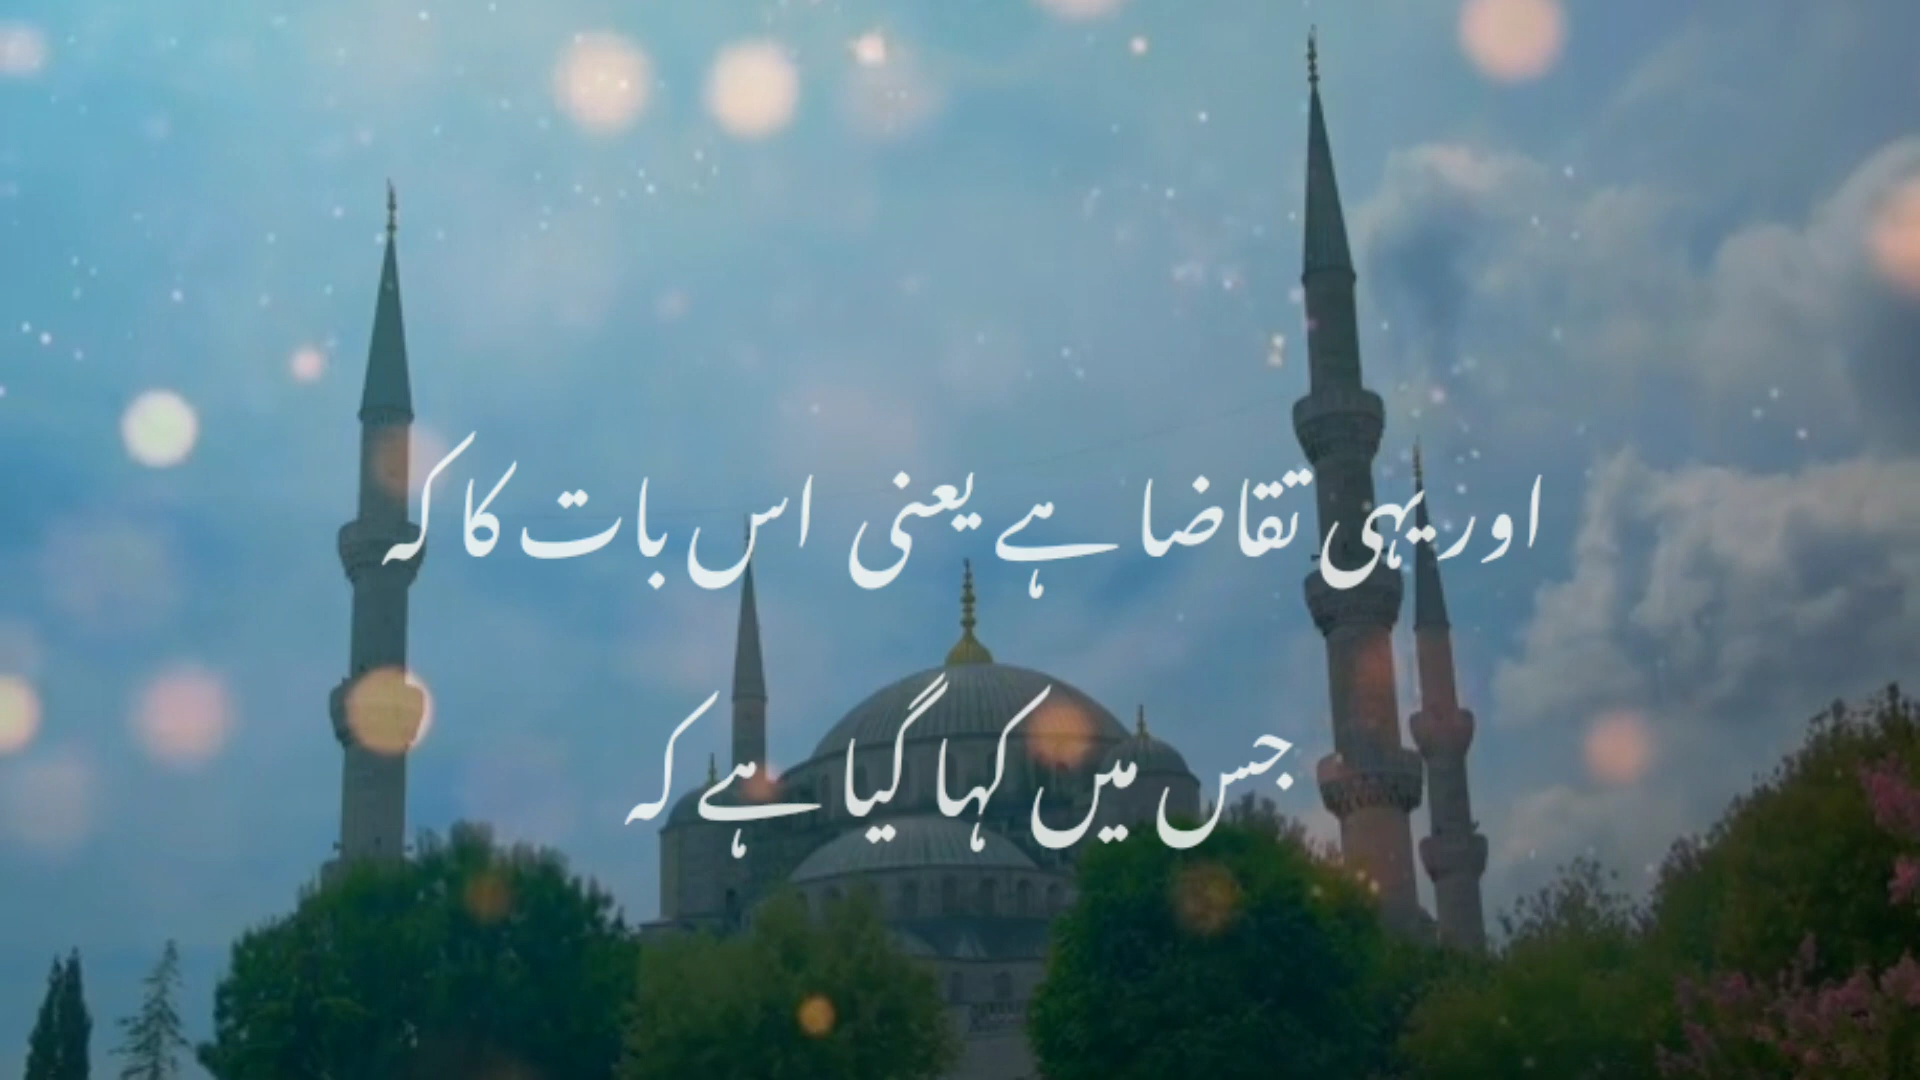 اور یہی تقاضا ہے یعنی اس بات کا کہ
جس میں کہا گیا ہے کہ